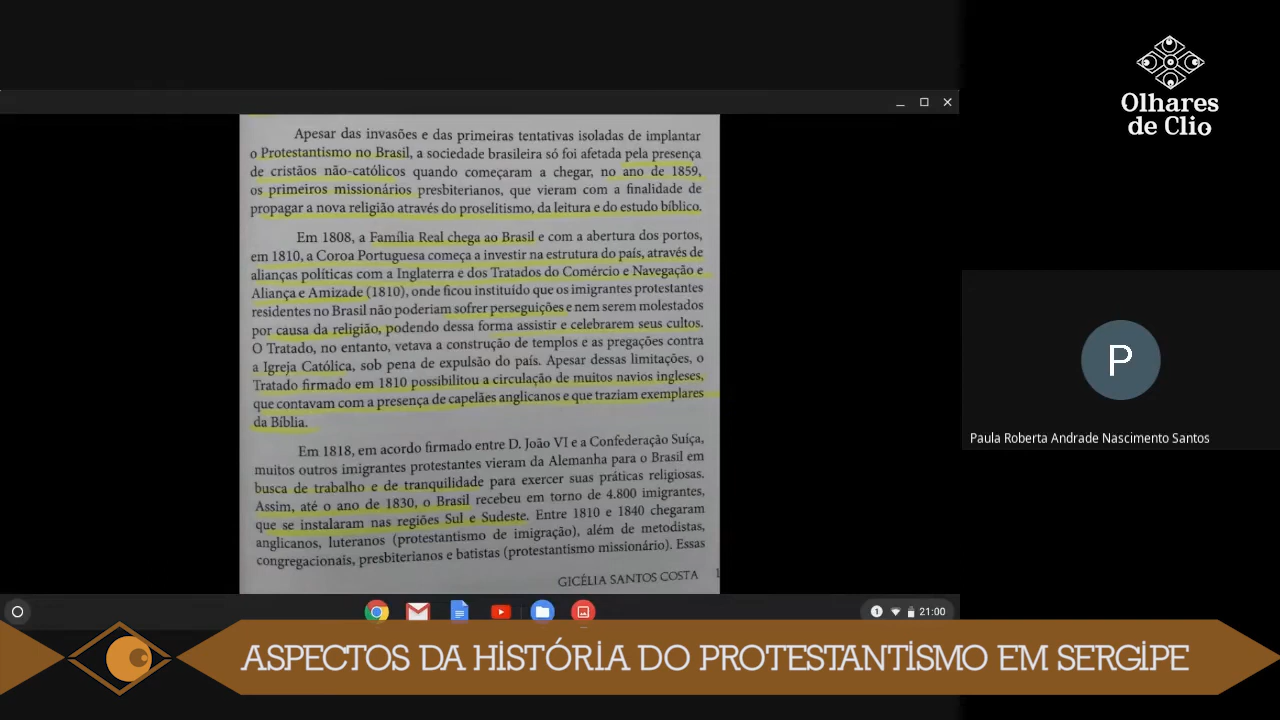 Olhares
de Clio
Apesar das invasões e das primeiras tentativas isoladas de implantar
o Protestantismo no Brasil, a sociedade brasileira só foi afetada pela presença
de cristãos não-católicos quando começaram a chegar, no ano de 1859,
os primeiros missionários presbiterianos, que vieram com a finalidade de
propagar a nova religião através do proselitismo, da leitura e do estudo bíblico.
Em 1808, a Família Real chega ao Brasil e com a abertura dos portos,
em 1810, a Coroa Portuguesa começa a investir na estrutura do país, através de
alianças políticas com a Inglaterra e dos Tratados do Comércio e Navegação e
Aliança e Amizade (1810), onde ficou instituído que os imigrantes protestantes
residentes no Brasil não poderiam sofrer perseguições e nem serem molestados
por causa da religião, podendo dessa forma assistir e celebrarem seus cultos.
O Tratado, no entanto, vetava a construção de templos e as pregações contra
a Igreja Católica, sob pena de expulsão do país. Apesar dessas limitações, o
Tratado firmado em 1810 possibilitou a circulação de muitos navios ingleses,
que contavam com a presença de capelães anglicanos e que traziam exemplares
da Bíblia.
Em 1818, em acordo firmado entre D. João VI e a Confederação Suíça,
muitos outros imigrantes protestantes vieram da Alemanha para o Brasil em
busca de trabalho e de tranquilidade para exercer suas práticas religiosas.
Assim, até o ano de 1830, o Brasil recebeu em torno de 4.800 imigrantes,
que se instalaram nas regiões Sul e Sudeste. Entre 1810 e 1840 chegaram
anglicanos, luteranos (protestantismo de imigração), além de metodistas,
congregacionais, presbiterianos e batistas (protestantismo missionário). Essas
GICÉLIA SANTOS COSTA 1
P
Paula Roberta Andrade Nascimento Santos
1 21:00
ASPECTOS DA HISTÓRIA DO PROTESTANTISMO EM SERGIPE